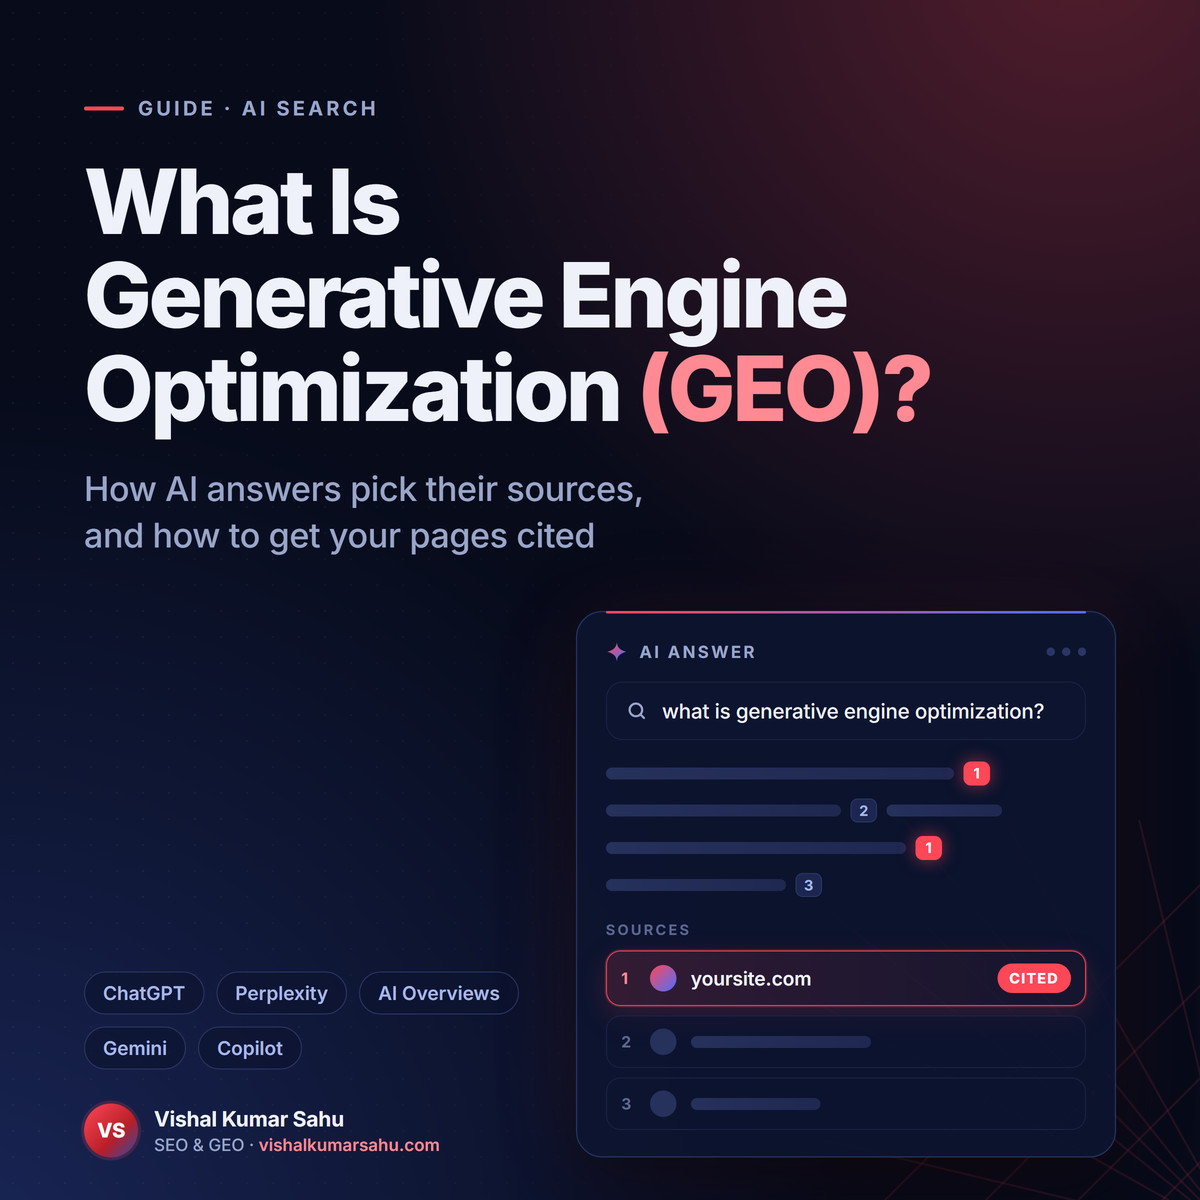 GUIDE · AI SEARCH
What Is
Generative Engine
Optimization (GEO)?
How AI answers pick their sources,
and how to get your pages cited
AI ANSWER
what is generative engine optimization?
1
2
1
3
SOURCES
1 yoursite.com CITED
2
3
ChatGPT Perplexity AI Overviews
Gemini Copilot
VS
Vishal Kumar Sahu
SEO & GEO · vishalkumarsahu.com